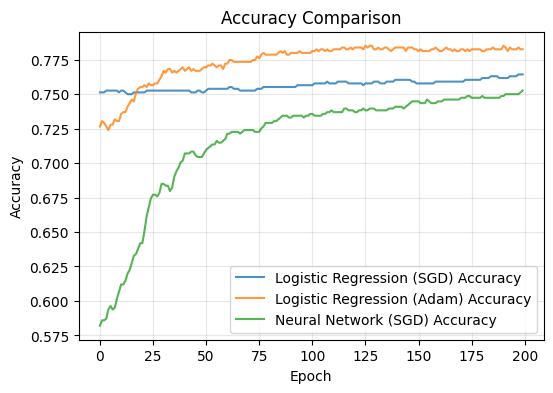 Accuracy Comparison
Accuracy
0.775
0.750
0.725
0.700
0.675
0.650
0.625
0.600
0.575
Logistic Regression (SGD) Accuracy
Logistic Regression (Adam) Accuracy
Neural Network (SGD) Accuracy
0 25 50 75 100 125 150 175 200
Epoch